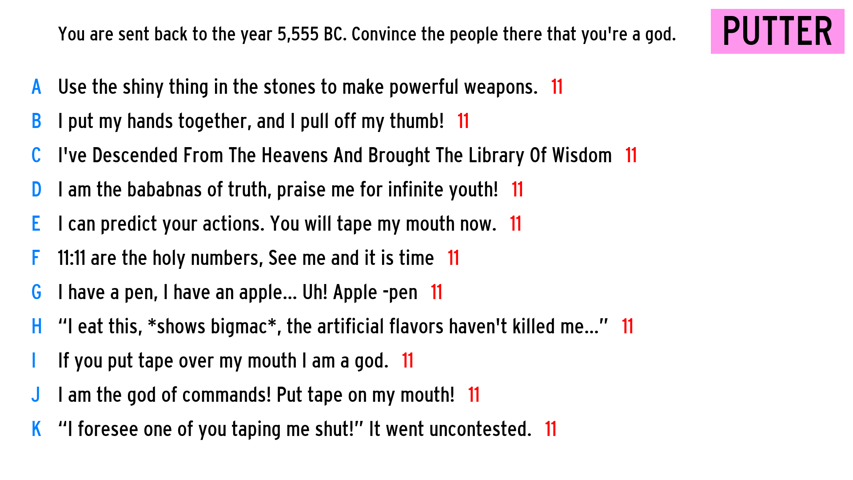 You are sent back to the year 5,555 BC. Convince the people there that you're a god.
PUTTER
A Use the shiny thing in the stones to make powerful weapons. 11
B I put my hands together, and I pull off my thumb! 11
C I've Descended From The Heavens And Brought The Library Of Wisdom 11
D I am the bababnas of truth, praise me for infinite youth! 11
E I can predict your actions. You will tape my mouth now. 11
F 11:11 are the holy numbers, See me and it is time 11
G I have a pen, I have an apple... Uh! Apple -pen 11
H “I eat this, *shows bigmac*, the artificial flavors haven't killed me...” 11
I If you put tape over my mouth I am a god. 11
J I am the god of commands! Put tape on my mouth! 11
K “I foresee one of you taping me shut!” It went uncontested. 11